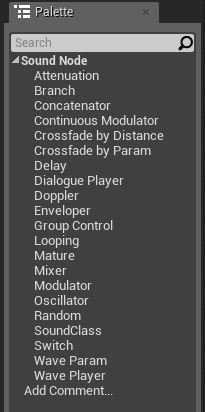 Palette
Search
Sound Node
Attenuation
Branch
Concatenator
Continuous Modulator
Crossfade by Distance
Crossfade by Param
Delay
Dialogue Player
Doppler
Enveloper
Group Control
Looping
Mature
Mixer
Modulator
Oscillator
Random
SoundClass
Switch
Wave Param
Wave Player
Add Comment...